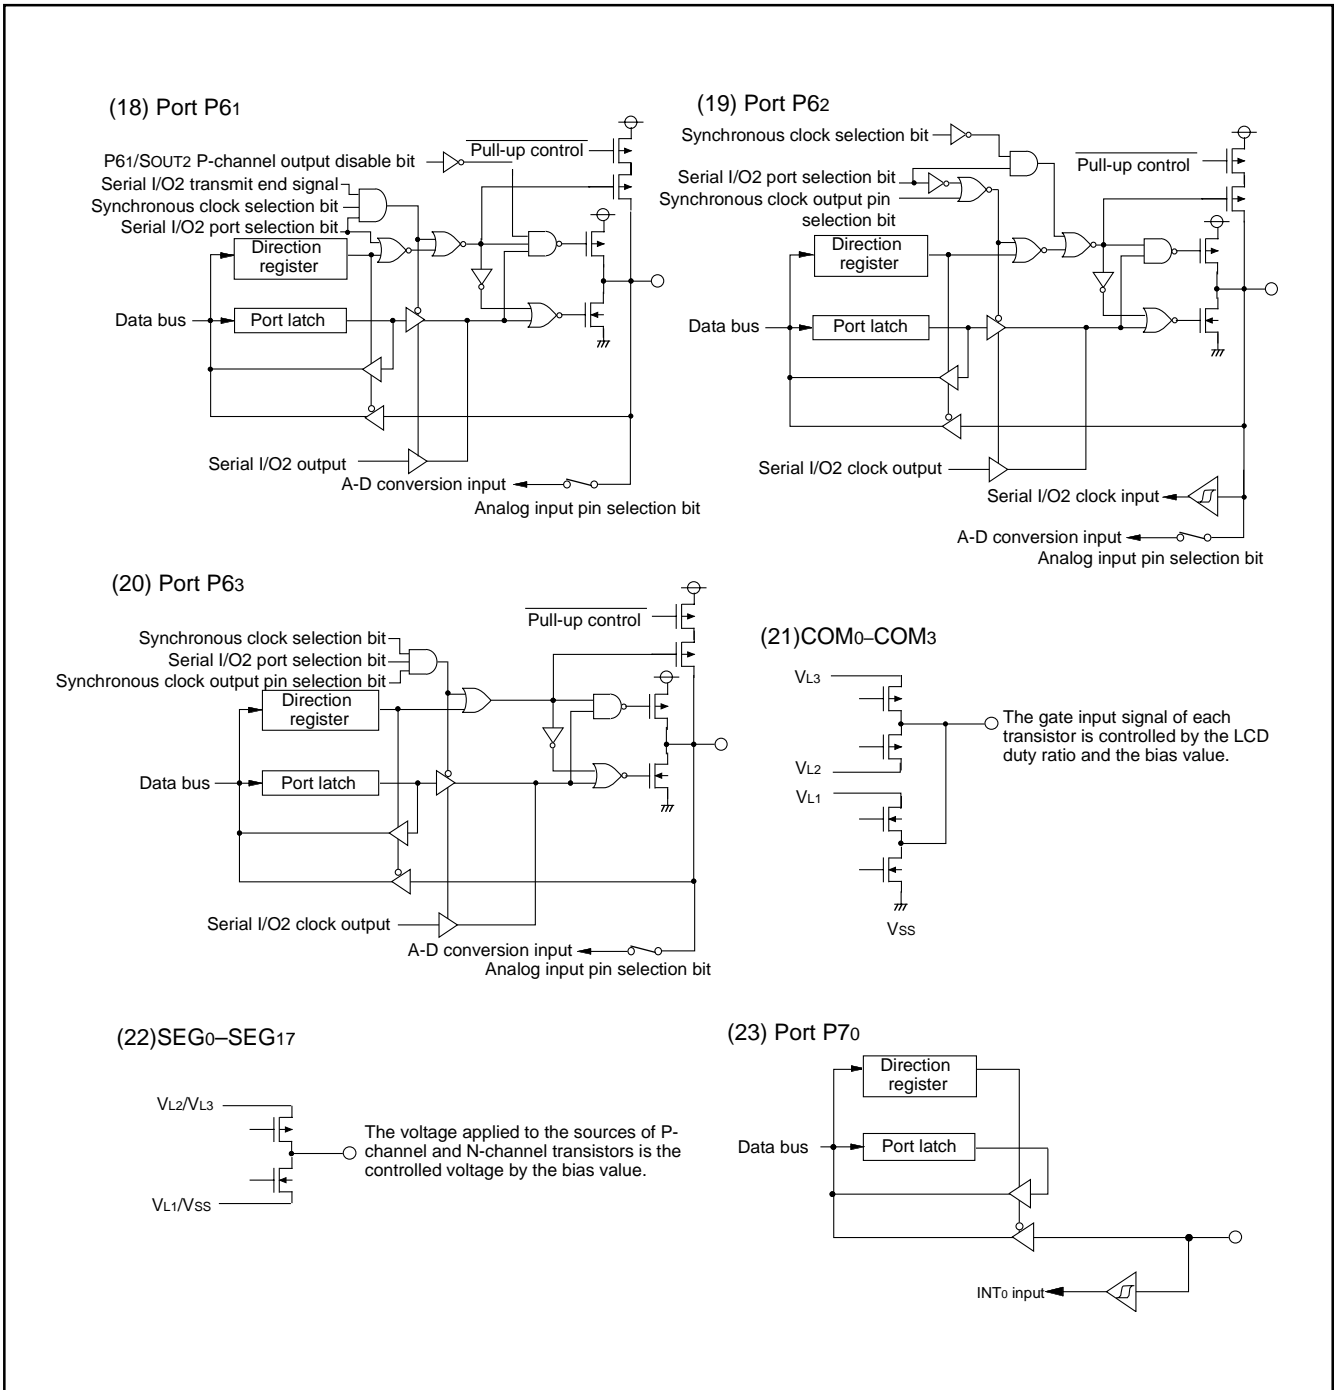 (18) Port P61
P61/SOUT2 P-channel output disable bit
Pull-up control
Serial I/O2 transmit end signal
Synchronous clock selection bit
Serial I/O2 port selection bit
Direction
register
Data bus
Port latch
Serial I/O2 output
A-D conversion input
Analog input pin selection bit
(19) Port P62
Synchronous clock selection bit
Pull-up control
Serial I/O2 port selection bit
Synchronous clock output pin
selection bit
Direction
register
Data bus
Port latch
Serial I/O2 clock output
Serial I/O2 clock input
A-D conversion input
Analog input pin selection bit
(20) Port P63
Pull-up control
Synchronous clock selection bit
Serial I/O2 port selection bit
Synchronous clock output pin selection bit
Direction
register
Data bus
Port latch
Serial I/O2 clock output
A-D conversion input
Analog input pin selection bit
(21)COM0–COM3
VL3
VL2
VL1
VSS
The gate input signal of each
transistor is controlled by the LCD
duty ratio and the bias value.
(22)SEG0–SEG17
VL2/VL3
VL1/VSS
The voltage applied to the sources of P-
channel and N-channel transistors is the
controlled voltage by the bias value.
(23) Port P70
Direction
register
Data bus
Port latch
INT0 input